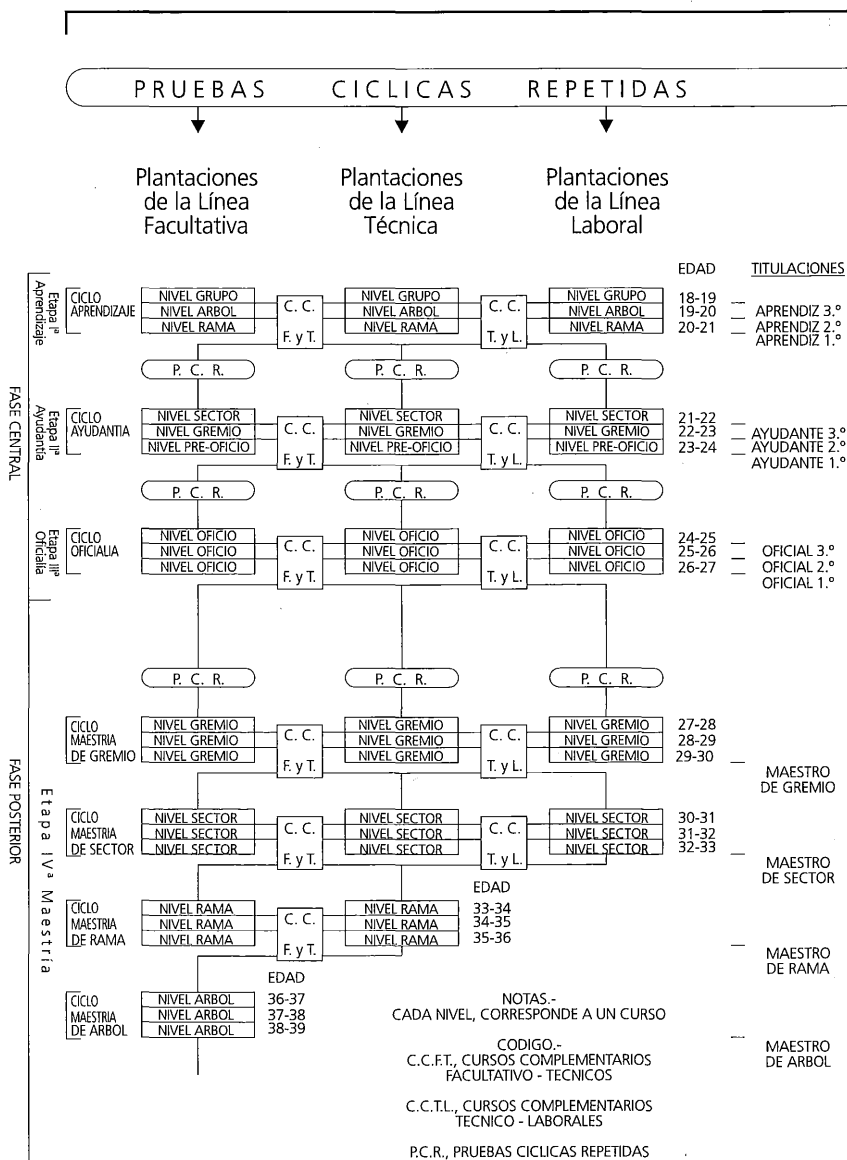 PRUEBAS CICLICAS REPETIDAS
Plantaciones de la Línea Facultativa
Plantaciones de la Línea Técnica
Plantaciones de la Línea Laboral
EDAD
TITULACIONES
FASE CENTRAL
Etapa Iª Aprendizaje
CICLO APRENDIZAJE
NIVEL GRUPO C. C. NIVEL GRUPO C. C. NIVEL GRUPO 18-19
NIVEL ARBOL NIVEL ARBOL NIVEL ARBOL 19-20 APRENDIZ 3.º
NIVEL RAMA F. y T. NIVEL RAMA T. y L. NIVEL RAMA 20-21 APRENDIZ 2.º
APRENDIZ 1.º
P. C. R. P. C. R. P. C. R.
Etapa IIª Ayudantía
CICLO AYUDANTIA
NIVEL SECTOR C. C. NIVEL SECTOR C. C. NIVEL SECTOR 21-22
NIVEL GREMIO NIVEL GREMIO NIVEL GREMIO 22-23 AYUDANTE 3.º
NIVEL PRE-OFICIO F. y T. NIVEL PRE-OFICIO T. y L. NIVEL PRE-OFICIO 23-24 AYUDANTE 2.º
AYUDANTE 1.º
P. C. R. P. C. R. P. C. R.
Etapa IIIª Oficialía
CICLO OFICIALIA
NIVEL OFICIO C. C. NIVEL OFICIO C. C. NIVEL OFICIO 24-25
NIVEL OFICIO NIVEL OFICIO NIVEL OFICIO 25-26 OFICIAL 3.º
NIVEL OFICIO F. y T. NIVEL OFICIO T. y L. NIVEL OFICIO 26-27 OFICIAL 2.º
OFICIAL 1.º
P. C. R. P. C. R. P. C. R.
FASE POSTERIOR
Etapa IVª Maestría
CICLO MAESTRIA DE GREMIO
NIVEL GREMIO C. C. NIVEL GREMIO C. C. NIVEL GREMIO 27-28
NIVEL GREMIO NIVEL GREMIO NIVEL GREMIO 28-29
NIVEL GREMIO F. y T. NIVEL GREMIO T. y L. NIVEL GREMIO 29-30
MAESTRO DE GREMIO
CICLO MAESTRIA DE SECTOR
NIVEL SECTOR C. C. NIVEL SECTOR C. C. NIVEL SECTOR 30-31
NIVEL SECTOR NIVEL SECTOR NIVEL SECTOR 31-32
NIVEL SECTOR F. y T. NIVEL SECTOR T. y L. NIVEL SECTOR 32-33
MAESTRO DE SECTOR
EDAD
CICLO MAESTRIA DE RAMA
NIVEL RAMA C. C. NIVEL RAMA 33-34
NIVEL RAMA NIVEL RAMA 34-35
NIVEL RAMA F. y T. NIVEL RAMA 35-36
MAESTRO DE RAMA
EDAD
CICLO MAESTRIA DE ARBOL
NIVEL ARBOL 36-37
NIVEL ARBOL 37-38
NIVEL ARBOL 38-39
MAESTRO DE ARBOL
NOTAS.-
CADA NIVEL, CORRESPONDE A UN CURSO
CODIGO.-
C.C.F.T., CURSOS COMPLEMENTARIOS
FACULTATIVO - TECNICOS
C.C.T.L., CURSOS COMPLEMENTARIOS
TECNICO - LABORALES
P.C.R., PRUEBAS CICLICAS REPETIDAS